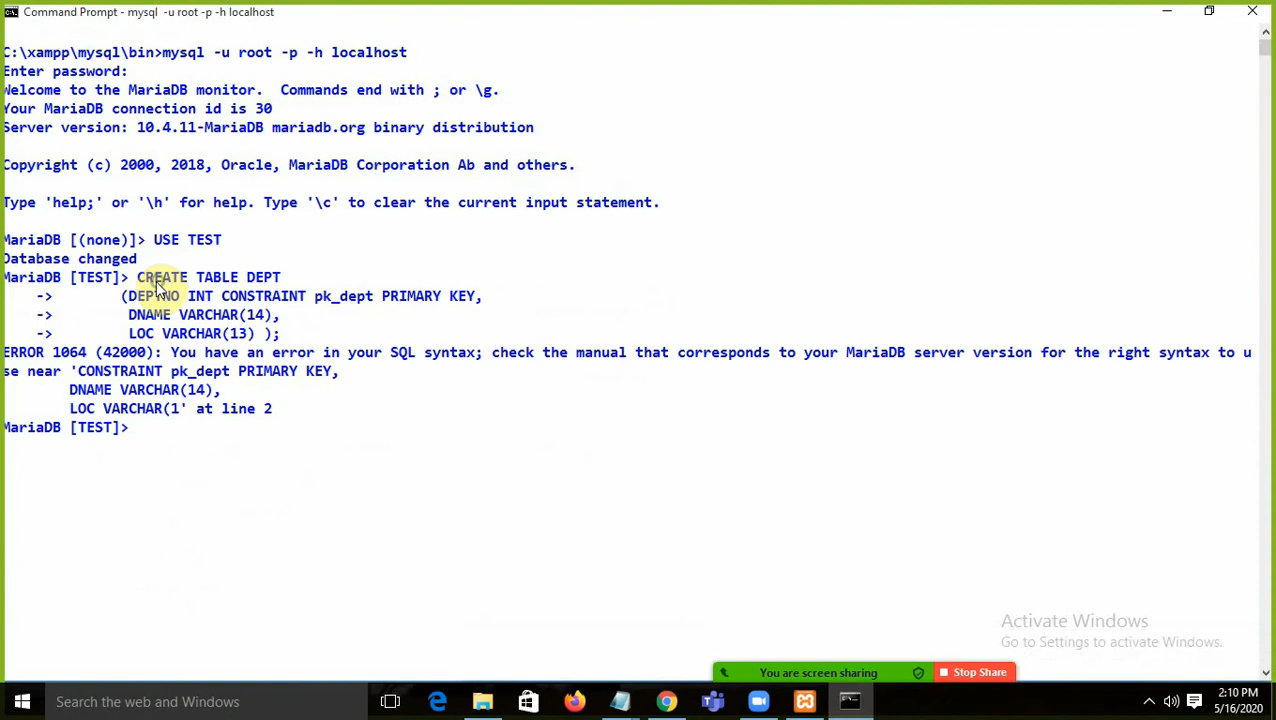 Command Prompt - mysql -u root -p -h localhost
C:\xampp\mysql\bin>mysql -u root -p -h localhost
Enter password:
Welcome to the MariaDB monitor.  Commands end with ; or \g.
Your MariaDB connection id is 30
Server version: 10.4.11-MariaDB mariadb.org binary distribution
Copyright (c) 2000, 2018, Oracle, MariaDB Corporation Ab and others.
Type 'help;' or '\h' for help. Type '\c' to clear the current input statement.
MariaDB [(none)]> USE TEST
Database changed
MariaDB [TEST]> CREATE TABLE DEPT
    ->        (DEPTNO INT CONSTRAINT pk_dept PRIMARY KEY,
    ->         DNAME VARCHAR(14),
    ->         LOC VARCHAR(13) );
ERROR 1064 (42000): You have an error in your SQL syntax; check the manual that corresponds to your MariaDB server version for the right syntax to u
se near 'CONSTRAINT pk_dept PRIMARY KEY,
        DNAME VARCHAR(14),
        LOC VARCHAR(1' at line 2
MariaDB [TEST]>
Activate Windows
Go to Settings to activate Windows.
You are screen sharing
Stop Share
Search the web and Windows
2:10 PM
5/16/2020